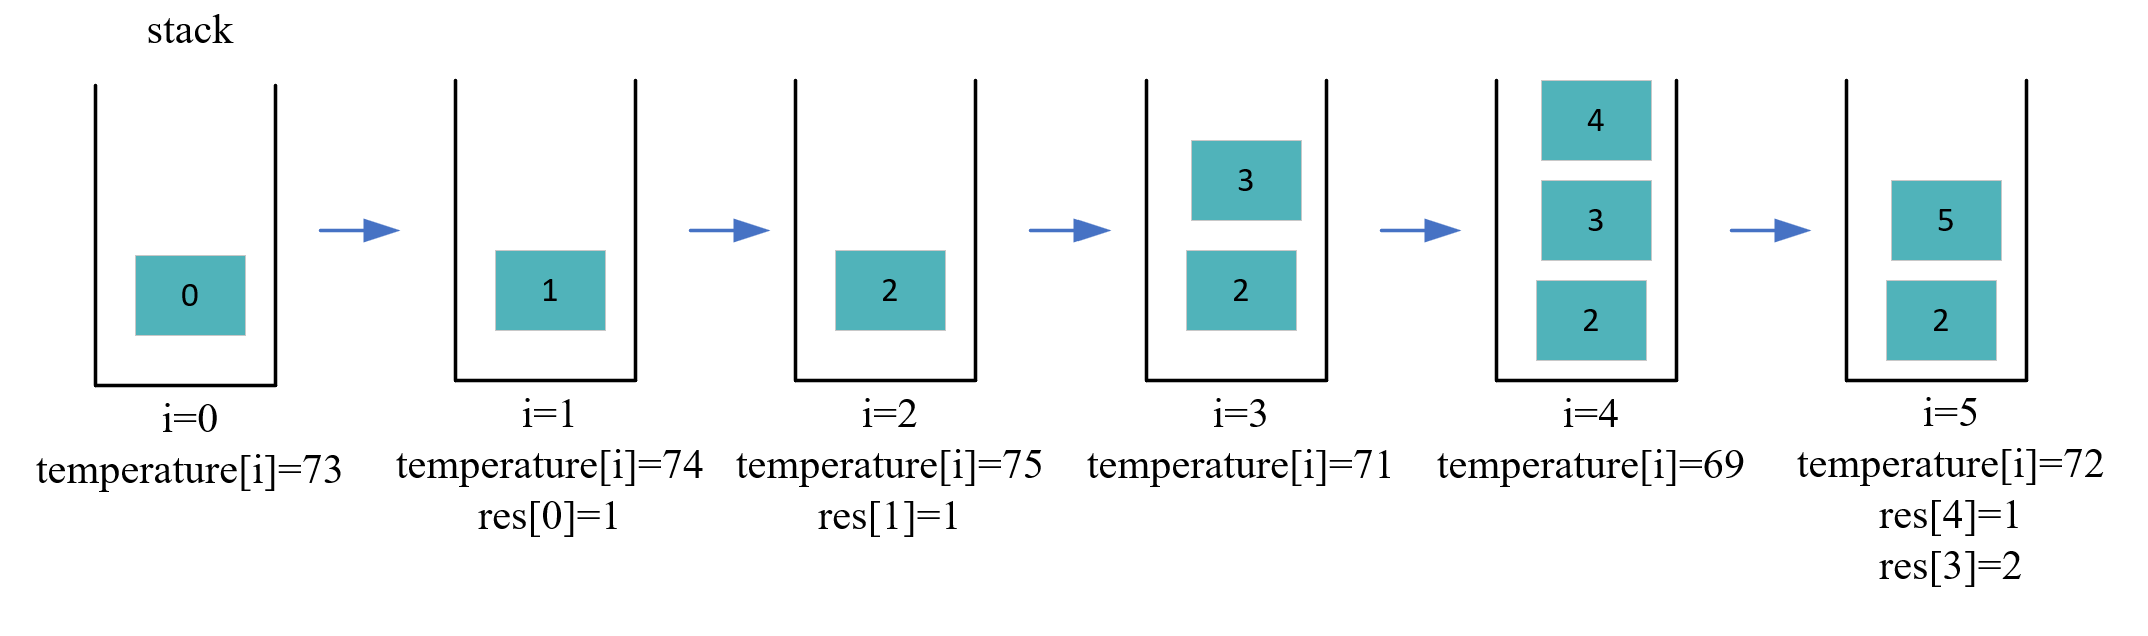 stack
0
i=0
temperature[i]=73
1
i=1
temperature[i]=74
res[0]=1
2
i=2
temperature[i]=75
res[1]=1
3
2
i=3
temperature[i]=71
4
3
2
i=4
temperature[i]=69
5
2
i=5
temperature[i]=72
res[4]=1
res[3]=2